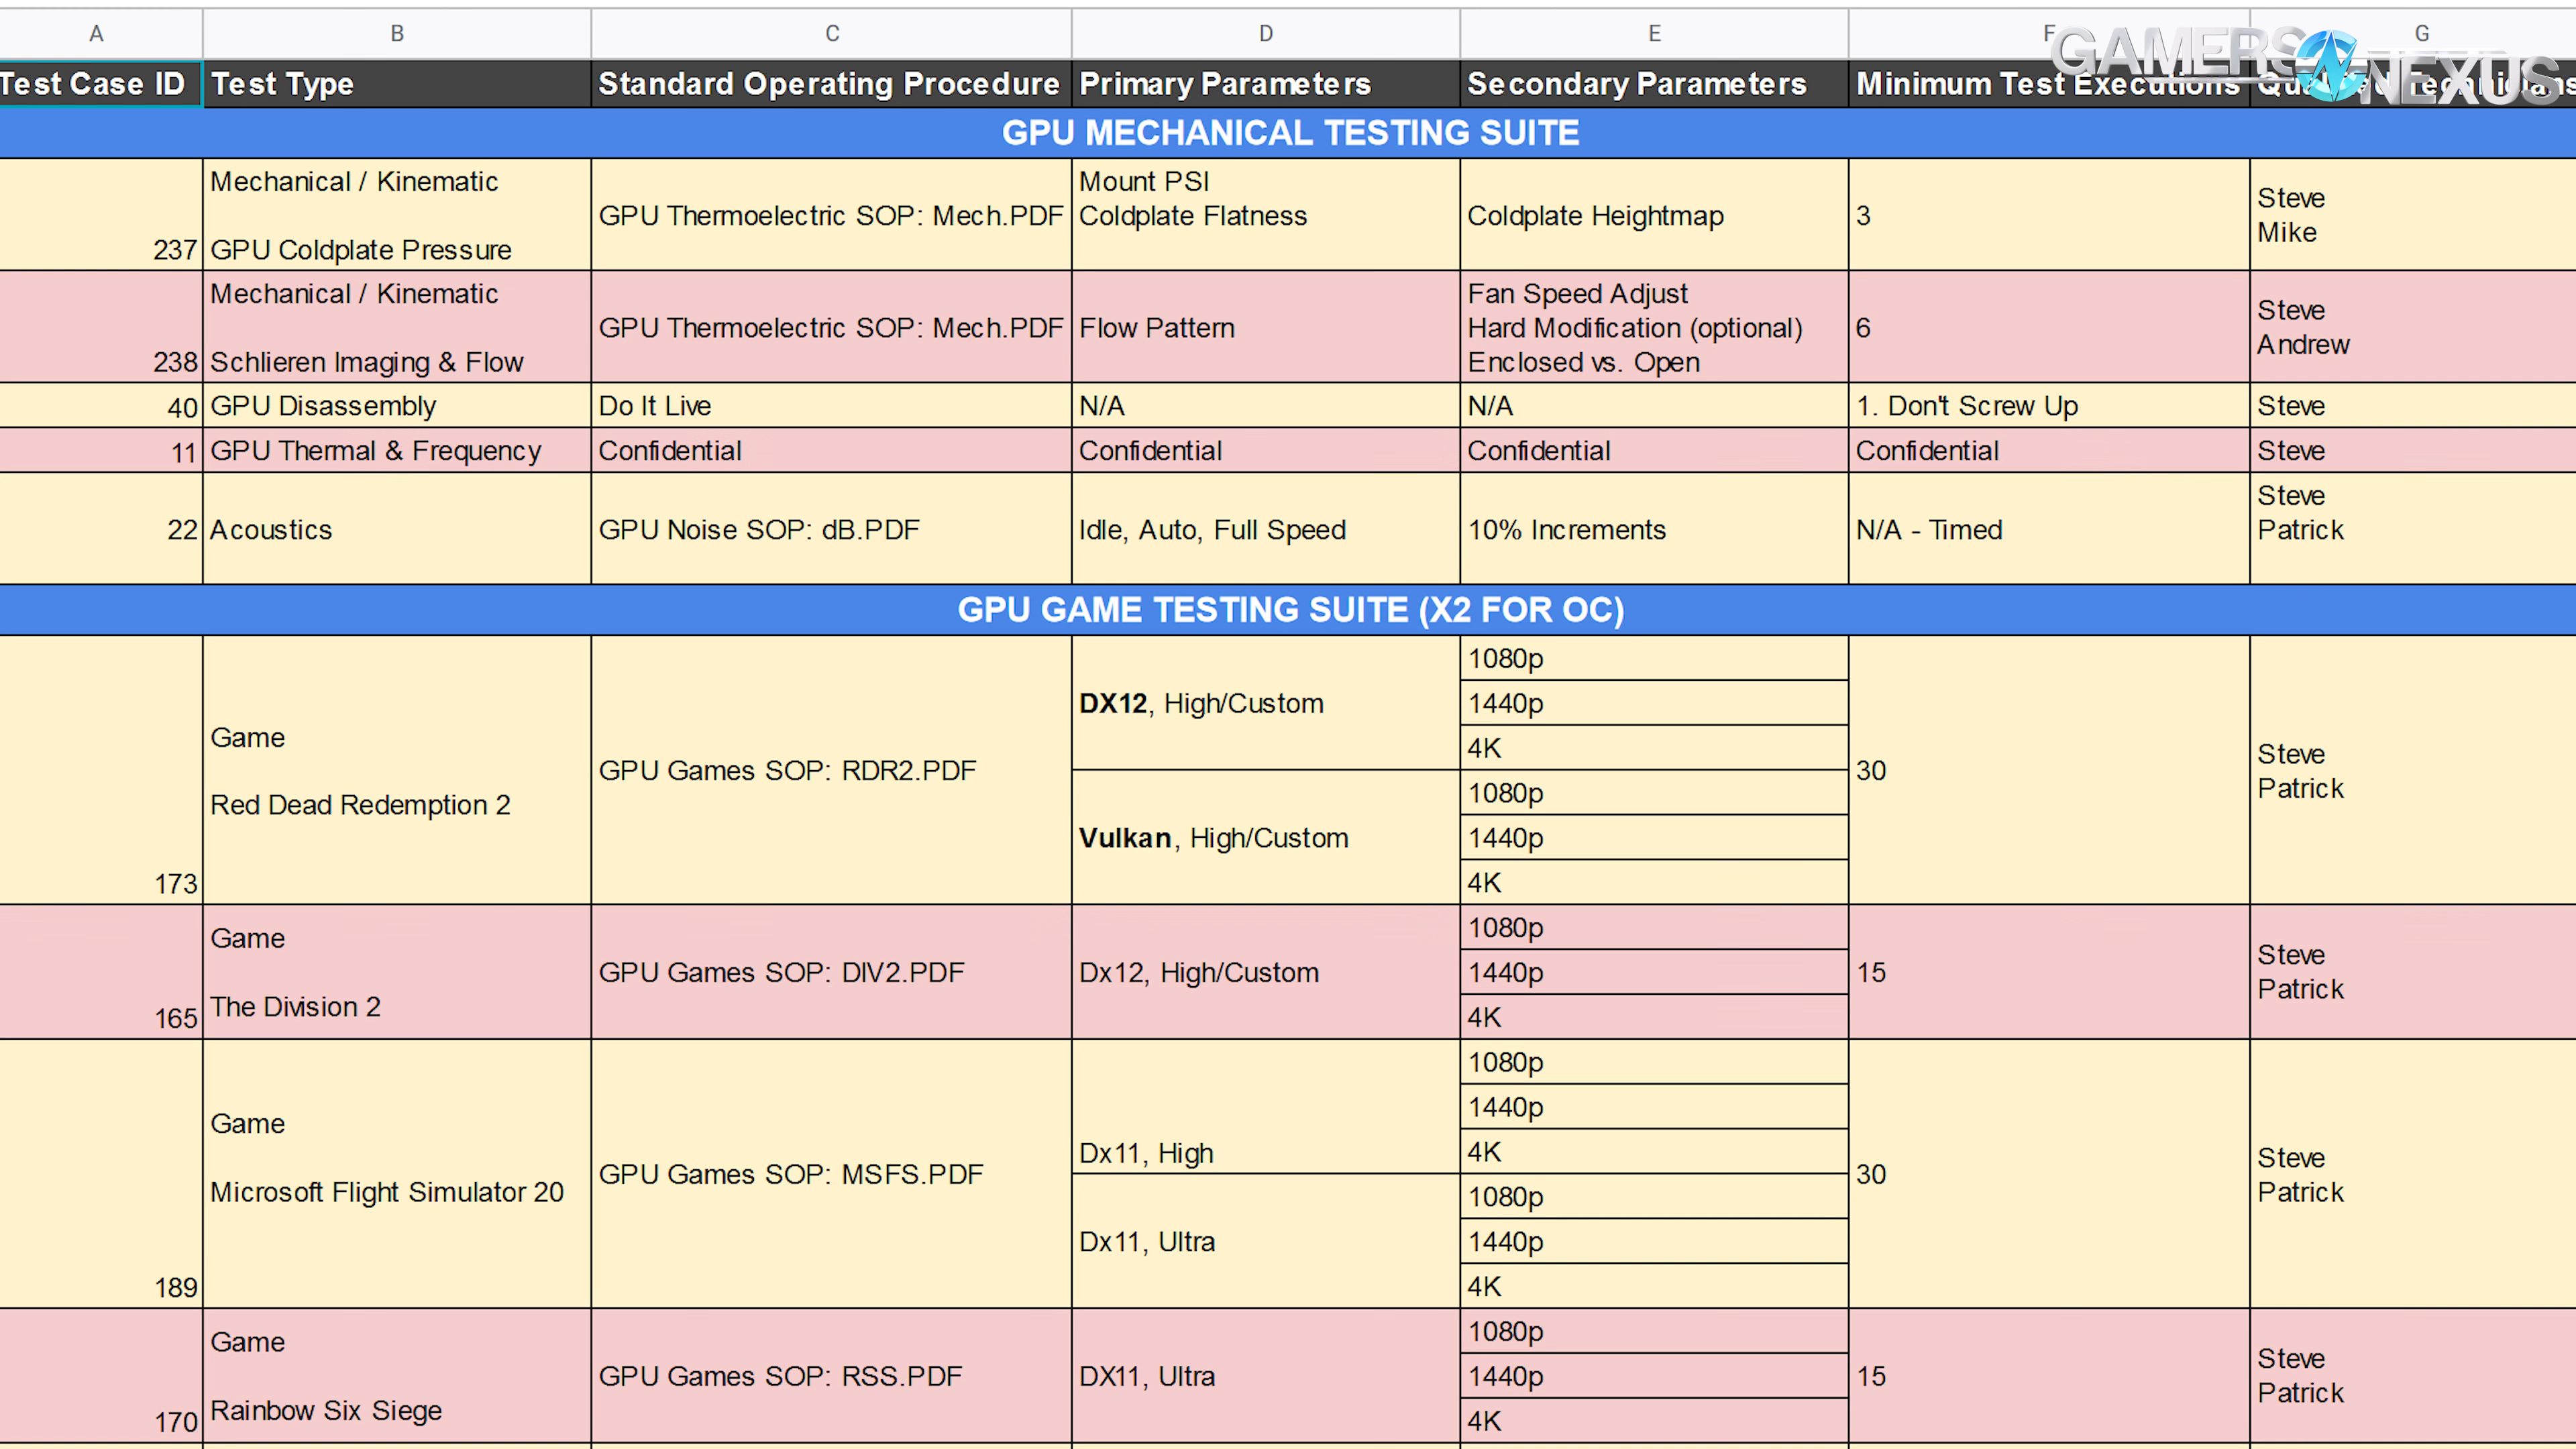 A B C D E F G
GAMERS NEXUS
Test Case ID Test Type Standard Operating Procedure Primary Parameters Secondary Parameters Minimum Test Executions Qualified Technicians
GPU MECHANICAL TESTING SUITE
237 Mechanical / Kinematic
GPU Coldplate Pressure
GPU Thermoelectric SOP: Mech.PDF
Mount PSI
Coldplate Flatness
Coldplate Heightmap
3
Steve
Mike
238 Mechanical / Kinematic
Schlieren Imaging & Flow
GPU Thermoelectric SOP: Mech.PDF
Flow Pattern
Fan Speed Adjust
Hard Modification (optional)
Enclosed vs. Open
6
Steve
Andrew
40 GPU Disassembly Do It Live N/A N/A 1. Don't Screw Up Steve
11 GPU Thermal & Frequency Confidential Confidential Confidential Confidential Steve
22 Acoustics GPU Noise SOP: dB.PDF Idle, Auto, Full Speed 10% Increments N/A - Timed
Steve
Patrick
GPU GAME TESTING SUITE (X2 FOR OC)
173 Game
Red Dead Redemption 2
GPU Games SOP: RDR2.PDF
DX12, High/Custom
1080p
1440p
4K
Vulkan, High/Custom
1080p
1440p
4K
30
Steve
Patrick
165 Game
The Division 2
GPU Games SOP: DIV2.PDF
Dx12, High/Custom
1080p
1440p
4K
15
Steve
Patrick
189 Game
Microsoft Flight Simulator 20
GPU Games SOP: MSFS.PDF
Dx11, High
1080p
1440p
4K
Dx11, Ultra
1080p
1440p
4K
30
Steve
Patrick
170 Game
Rainbow Six Siege
GPU Games SOP: RSS.PDF
DX11, Ultra
1080p
1440p
4K
15
Steve
Patrick